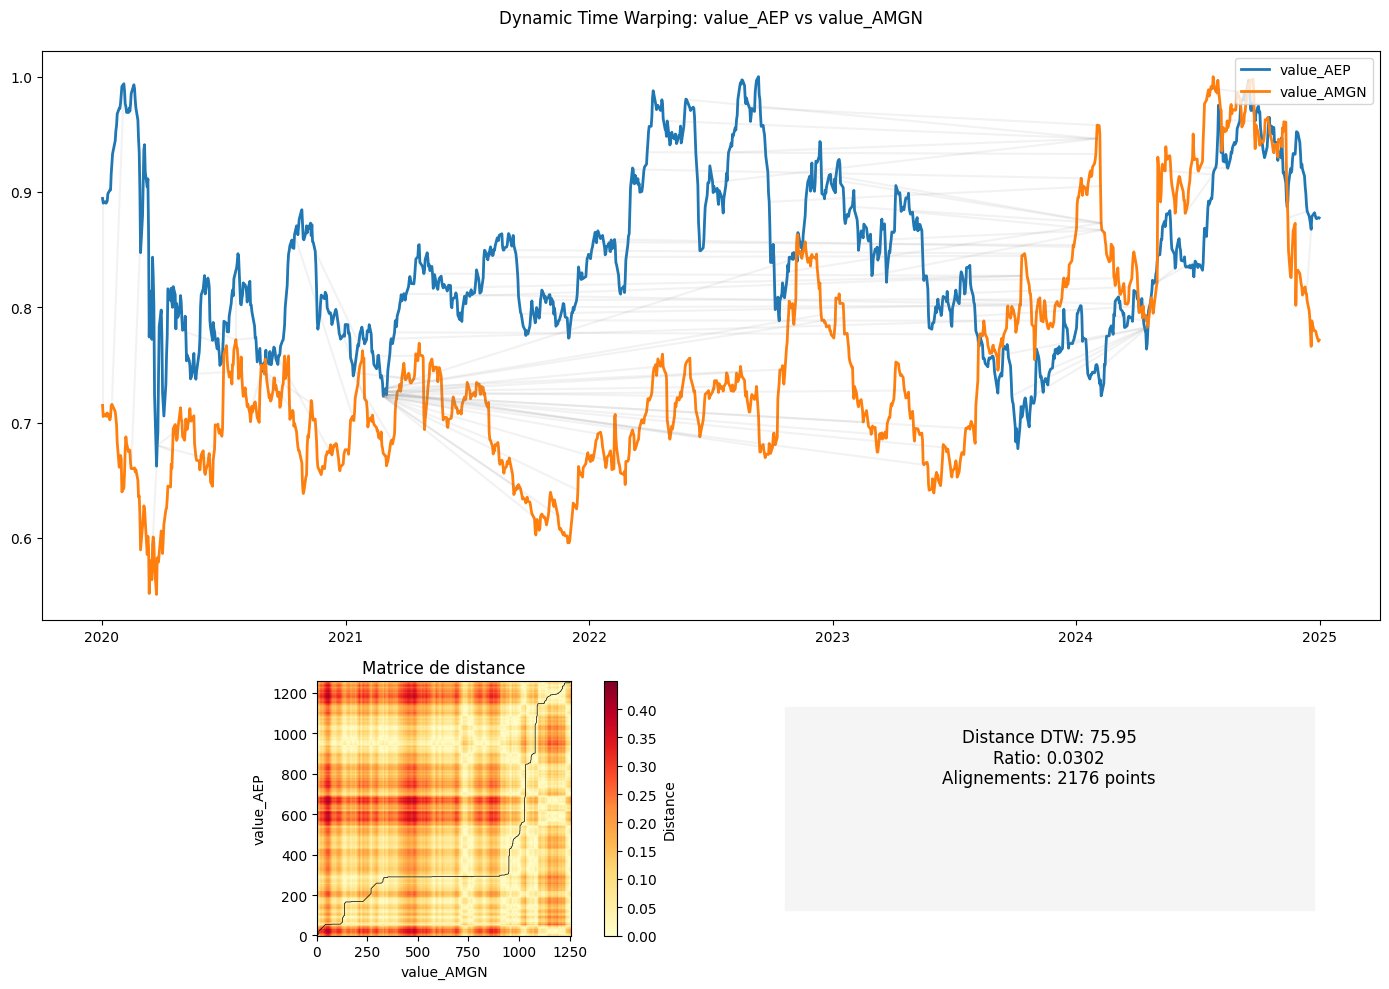 Dynamic Time Warping: value_AEP vs value_AMGN
value_AEP
value_AMGN
1.0
0.9
0.8
0.7
0.6
2020 2021 2022 2023 2024 2025
Matrice de distance
value_AEP
1200
1000
800
600
400
200
0
0 250 500 750 1000 1250
value_AMGN
0.40
0.35
0.30
0.25
0.20
0.15
0.10
0.05
0.00
Distance
Distance DTW: 75.95
Ratio: 0.0302
Alignements: 2176 points